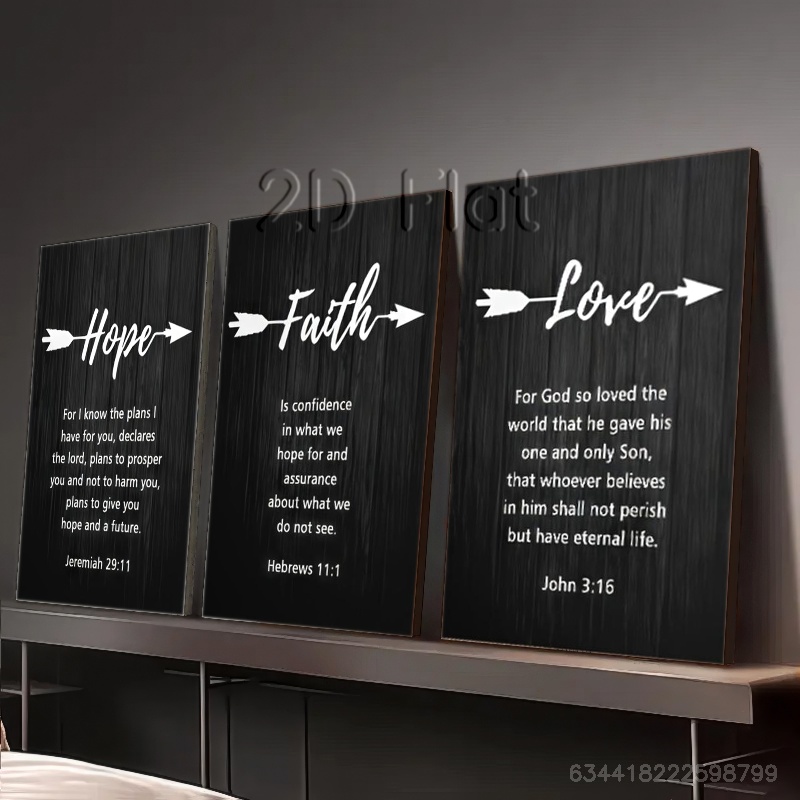 2D Flat
Hope
For I know the plans I
have for you, declares
the lord, plans to prosper
you and not to harm you,
plans to give you
hope and a future.
Jeremiah 29:11
Faith
Is confidence
in what we
hope for and
assurance
about what we
do not see.
Hebrews 11:1
Love
For God so loved the
world that he gave his
one and only Son,
that whoever believes
in him shall not perish
but have eternal life.
John 3:16
634418222598799